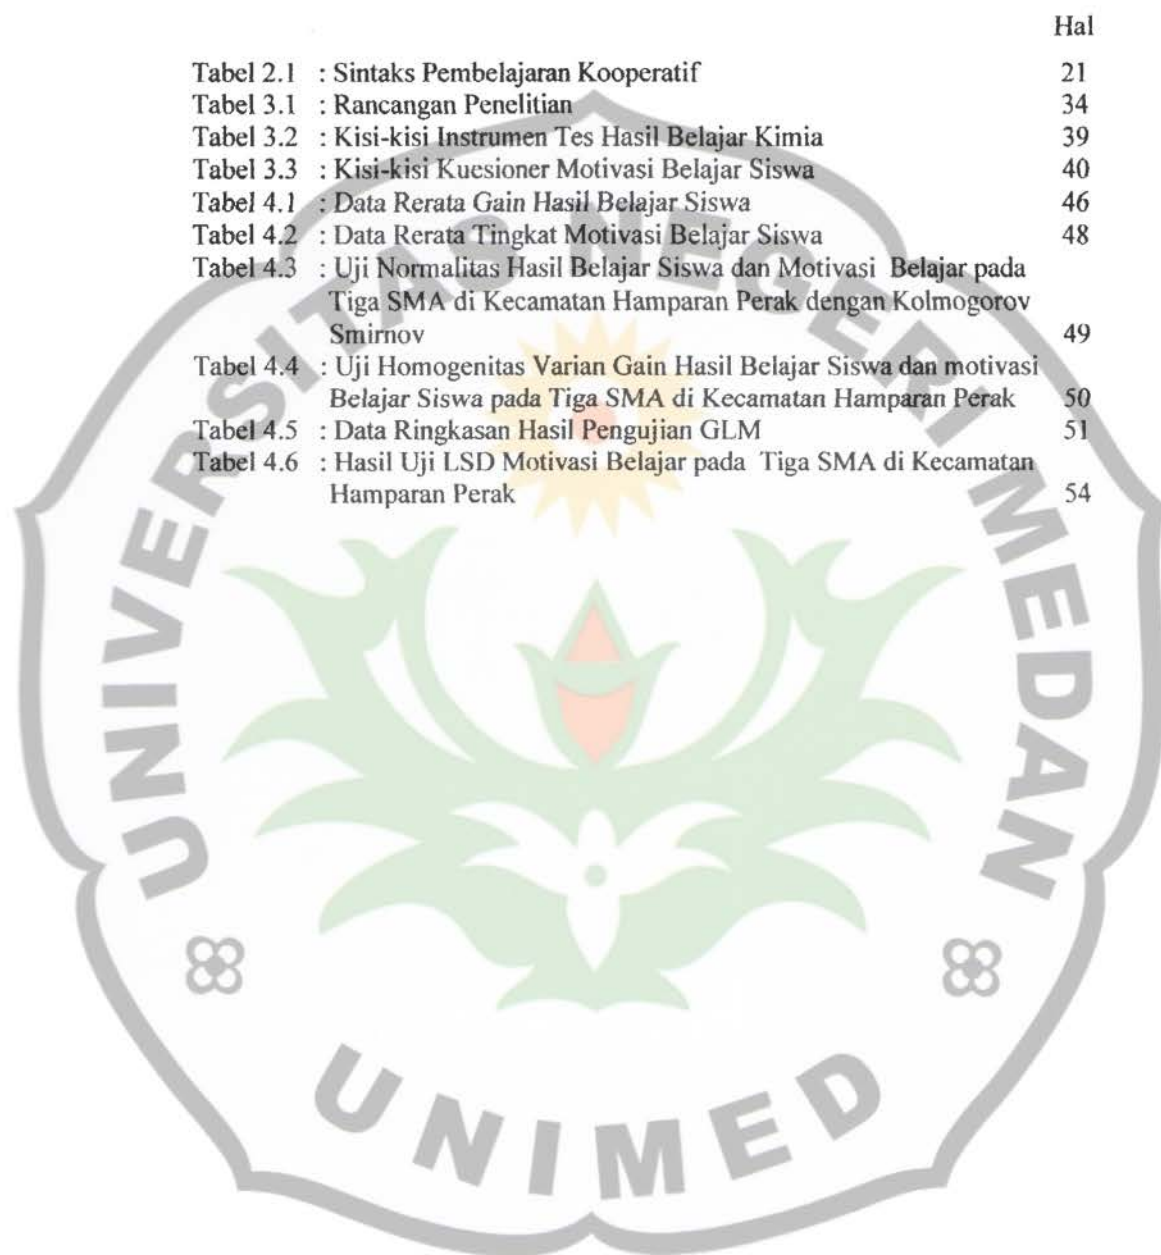 Hal
Tabel 2.1 : Sintaks Pembelajaran Kooperatif 21
Tabel 3.1 : Rancangan Penelitian 34
Tabel 3.2 : Kisi-kisi Instrumen Tes Hasil Belajar Kimia 39
Tabel 3.3 : Kisi-kisi Kuesioner Motivasi Belajar Siswa 40
Tabel 4.1 : Data Rerata Gain Hasil Belajar Siswa 46
Tabel 4.2 : Data Rerata Tingkat Motivasi Belajar Siswa 48
Tabel 4.3 : Uji Normalitas Hasil Belajar Siswa dan Motivasi Belajar pada
Tiga SMA di Kecamatan Hamparan Perak dengan Kolmogorov
Smirnov 49
Tabel 4.4 : Uji Homogenitas Varian Gain Hasil Belajar Siswa dan motivasi
Belajar Siswa pada Tiga SMA di Kecamatan Hamparan Perak 50
Tabel 4.5 : Data Ringkasan Hasil Pengujian GLM 51
Tabel 4.6 : Hasil Uji LSD Motivasi Belajar pada Tiga SMA di Kecamatan
Hamparan Perak 54
UNIVERSITAS NEGERI MEDAN
UNIMED